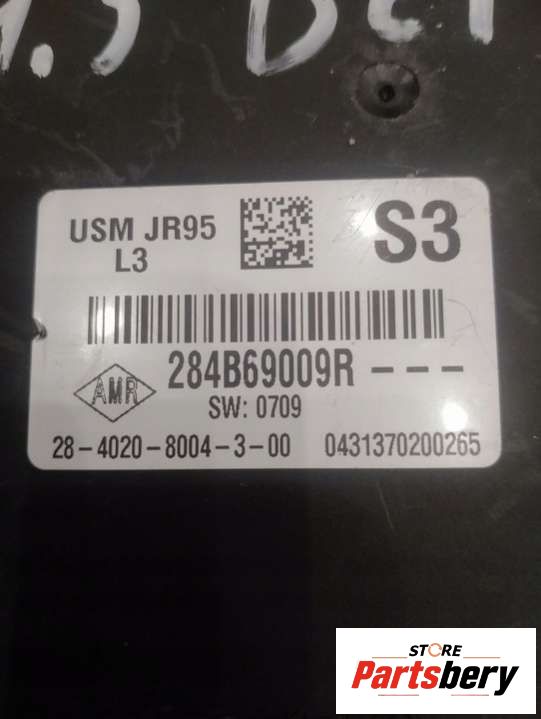 1.5 DCI
USM JR95
L3
S3
284B69009R - - -
AMR
SW: 0709
28-4020-8004-3-00 0431370200265
STORE
Partsbery